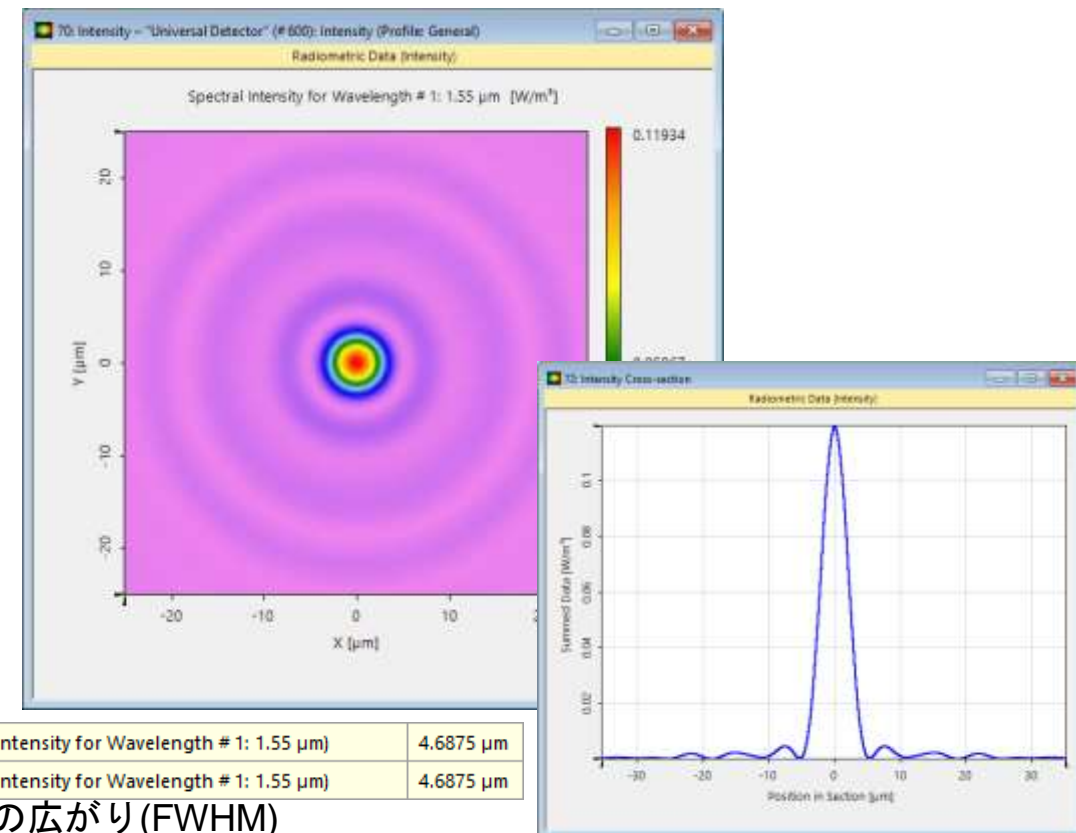 70: Intensity - "Universal Detector" (# 600): Intensity (Profile: General)
Radiometric Data (Intensity)
Spectral Intensity for Wavelength # 1: 1.55 µm [W/m³]
0.11934
20
10
0
-10
-20
Y [µm]
-20
-10
0
10
X [µm]
Intensity Cross-section
Radiometric Data (Intensity)
0.1
0.08
0.06
0.04
0.02
Summed Data [W/m³]
-30
-20
-10
0
10
20
30
Position in Section [µm]
ntensity for Wavelength # 1: 1.55 µm) 4.6875 µm
ntensity for Wavelength # 1: 1.55 µm) 4.6875 µm
の広がり(FWHM)